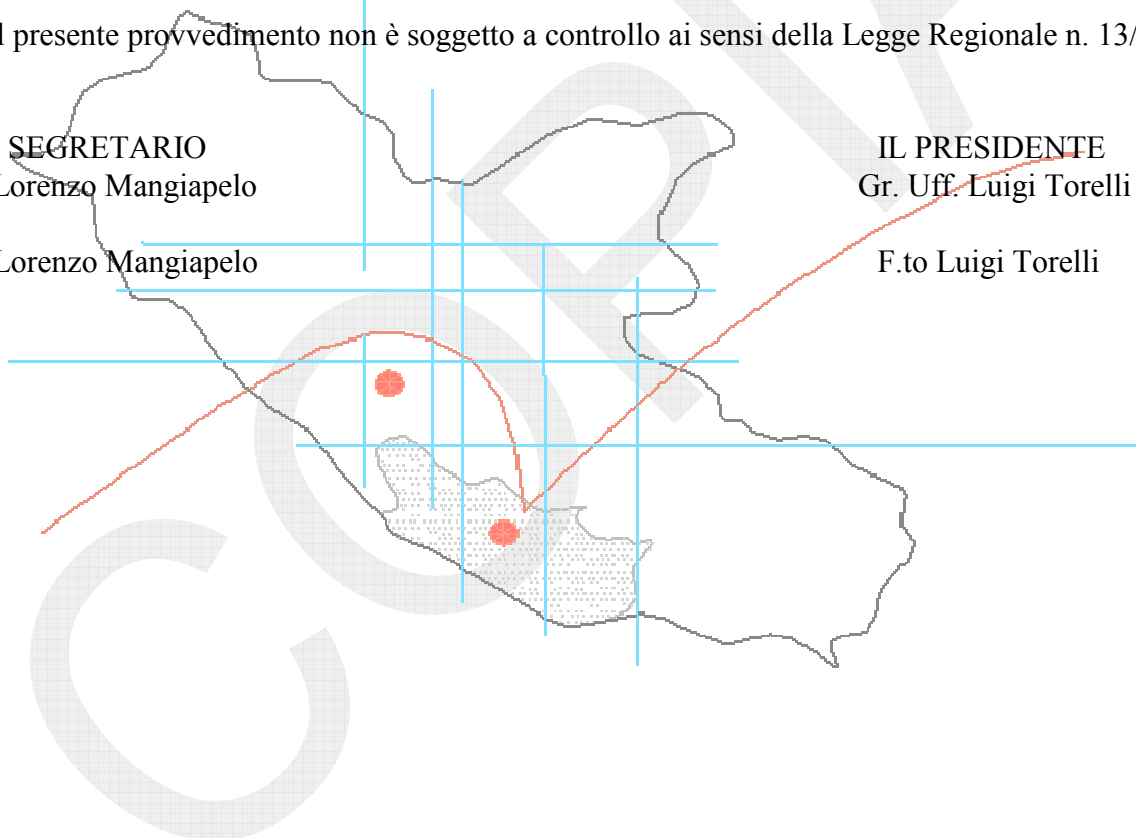 l presente provvedimento non è soggetto a controllo ai sensi della Legge Regionale n. 13/
SEGRETARIO
Lorenzo Mangiapelo
Lorenzo Mangiapelo
IL PRESIDENTE
Gr. Uff. Luigi Torelli
F.to Luigi Torelli
COPIA